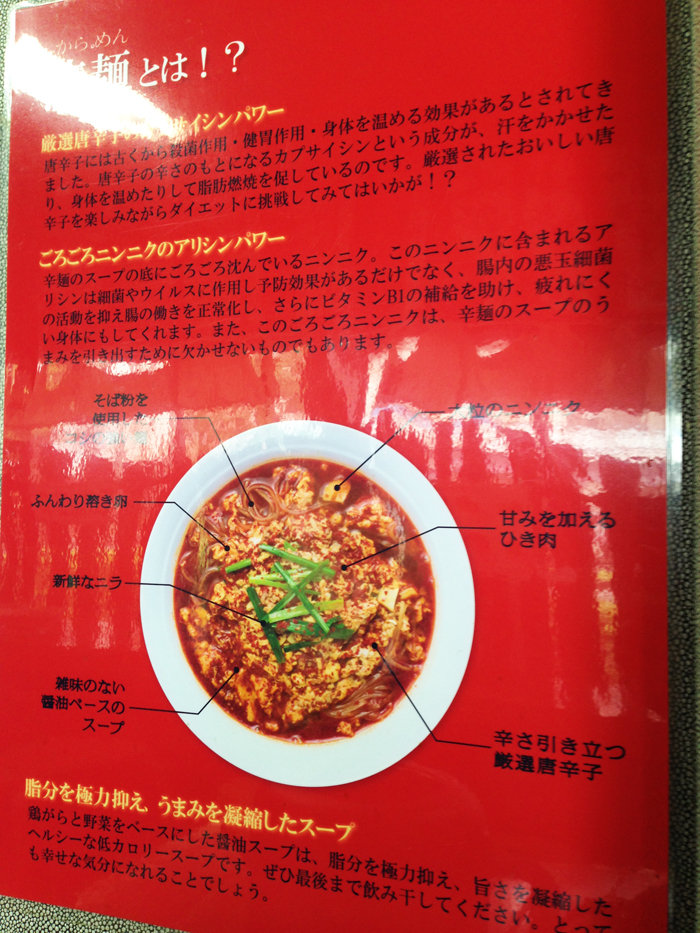 からめん
麺とは！？
厳選唐辛子の サイシンパワー
唐辛子には古くから殺菌作用・健胃作用・身体を温める効果があるとされてき
ました。唐辛子の辛さのもとになるカプサイシンという成分が、汗をかかせた
り、身体を温めたりして脂肪燃焼を促しているのです。厳選されたおいしい唐
辛子を楽しみながらダイエットに挑戦してみてはいかが！？
ごろごろニンニクのアリシンパワー
辛麺のスープの底にごろごろ沈んでいるニンニク。このニンニクに含まれるア
リシンは細菌やウイルスに作用し予防効果があるだけでなく、腸内の悪玉細菌
の活動を抑え腸の働きを正常化し、さらにビタミンB1の補給を助け、疲れにく
い身体にもしてくれます。また、このごろごろニンニクは、辛麺のスープのう
まみを引き出すために欠かせないものでもあります。
そば粉を
使用した
大粒のニンニク
ふんわり溶き卵
甘みを加える
ひき肉
新鮮なニラ
雑味のない
醤油ベースの
スープ
辛さ引き立つ
厳選唐辛子
脂分を極力抑え、うまみを凝縮したスープ
鶏がらと野菜をベースにした醤油スープは、脂分を極力抑え、旨さを凝縮した
ヘルシーな低カロリースープです。ぜひ最後まで飲み干してください。とって
も幸せな気分になれることでしょう。